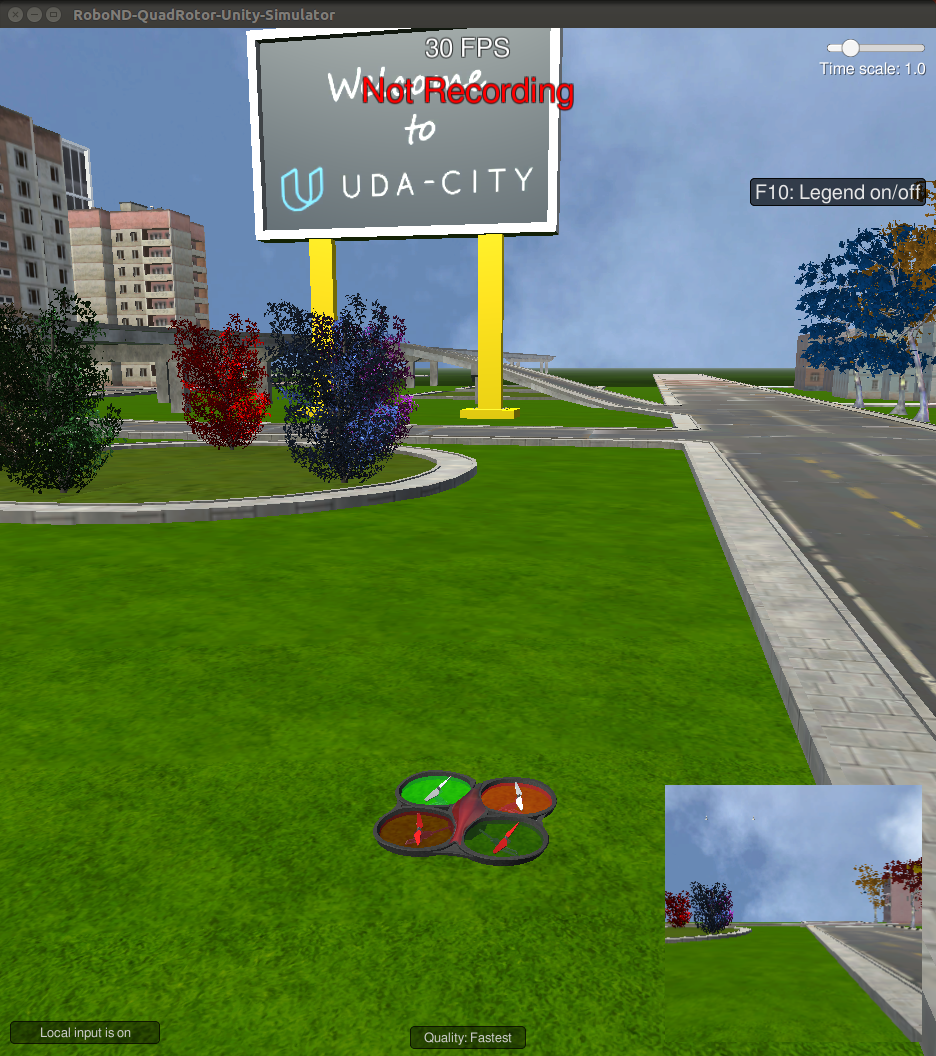 RoboND-QuadRotor-Unity-Simulator
30 FPS
Time scale: 1.0
Not Recording
Welcome
to
UDA-CITY
F10: Legend on/off
Local input is on
Quality: Fastest